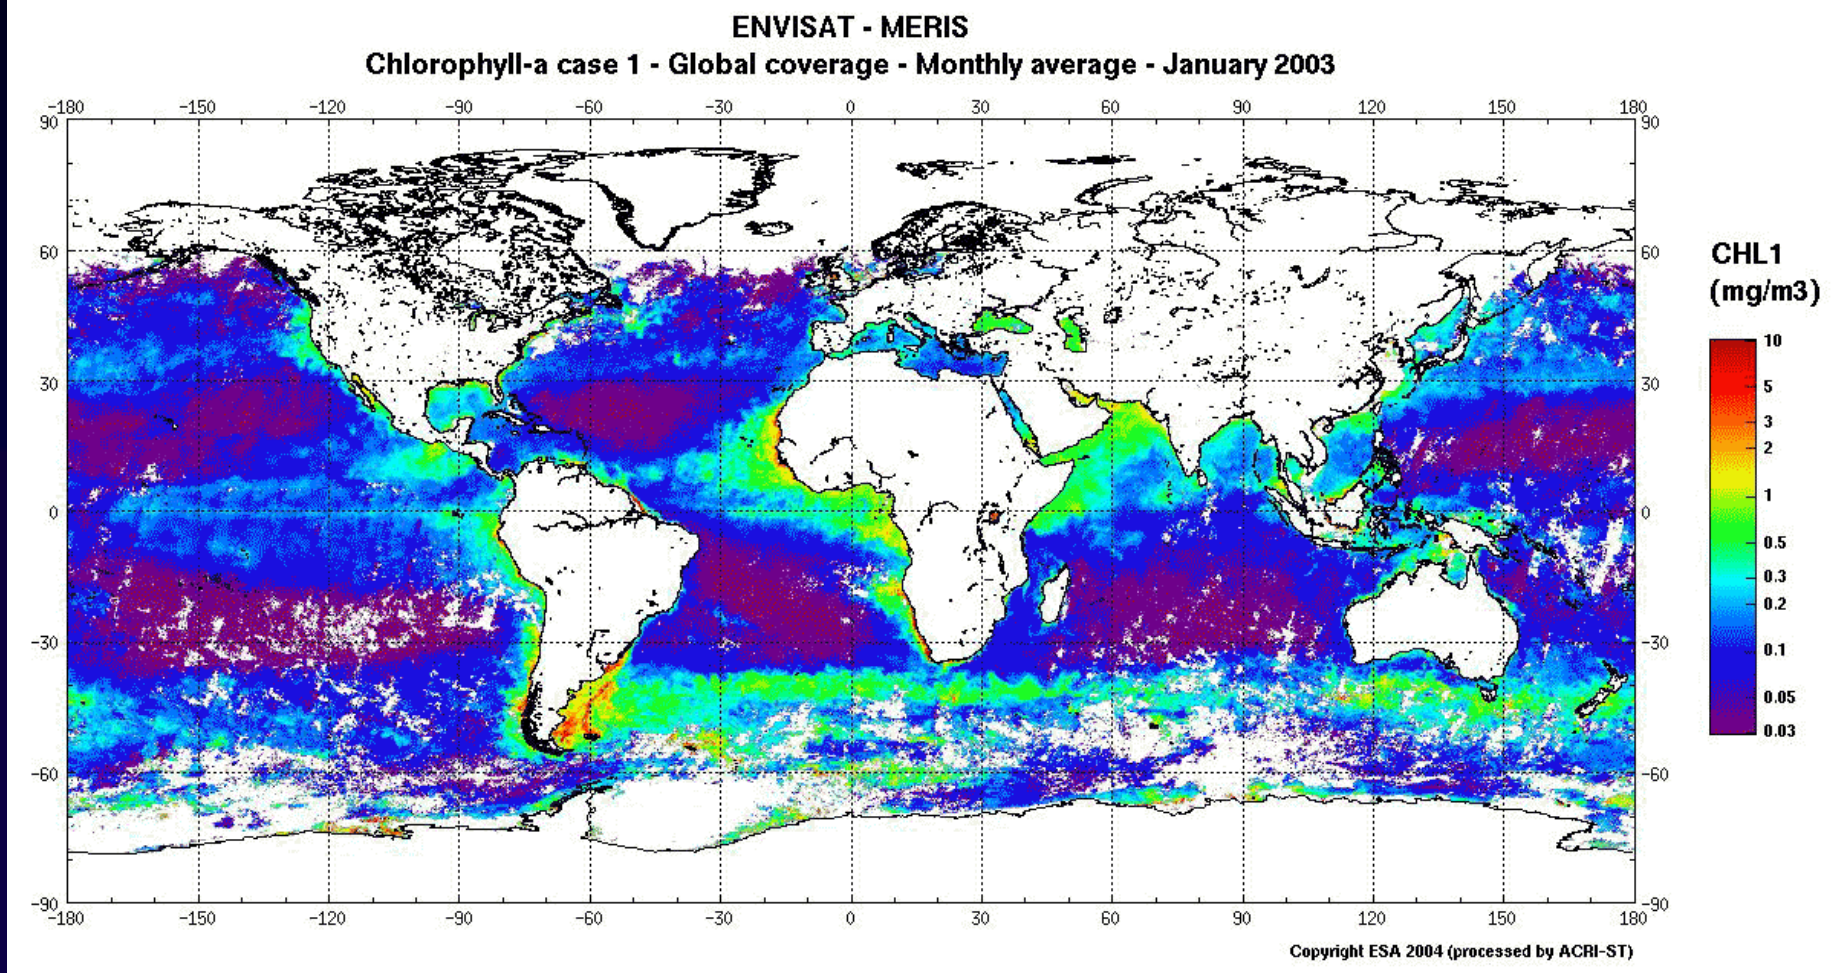 ENVISAT - MERIS
Chlorophyll-a case 1 - Global coverage - Monthly average - January 2003
-180 -150 -120 -90 -60 -30 0 30 60 90 120 150 180
90 90
60 60
30 30
0 0
-30 -30
-60 -60
-90 -90
-180 -150 -120 -90 -60 -30 0 30 60 90 120 150 180
CHL1
(mg/m3)
10
5
3
2
1
0.5
0.3
0.2
0.1
0.05
0.03
Copyright ESA 2004 (processed by ACRI-ST)